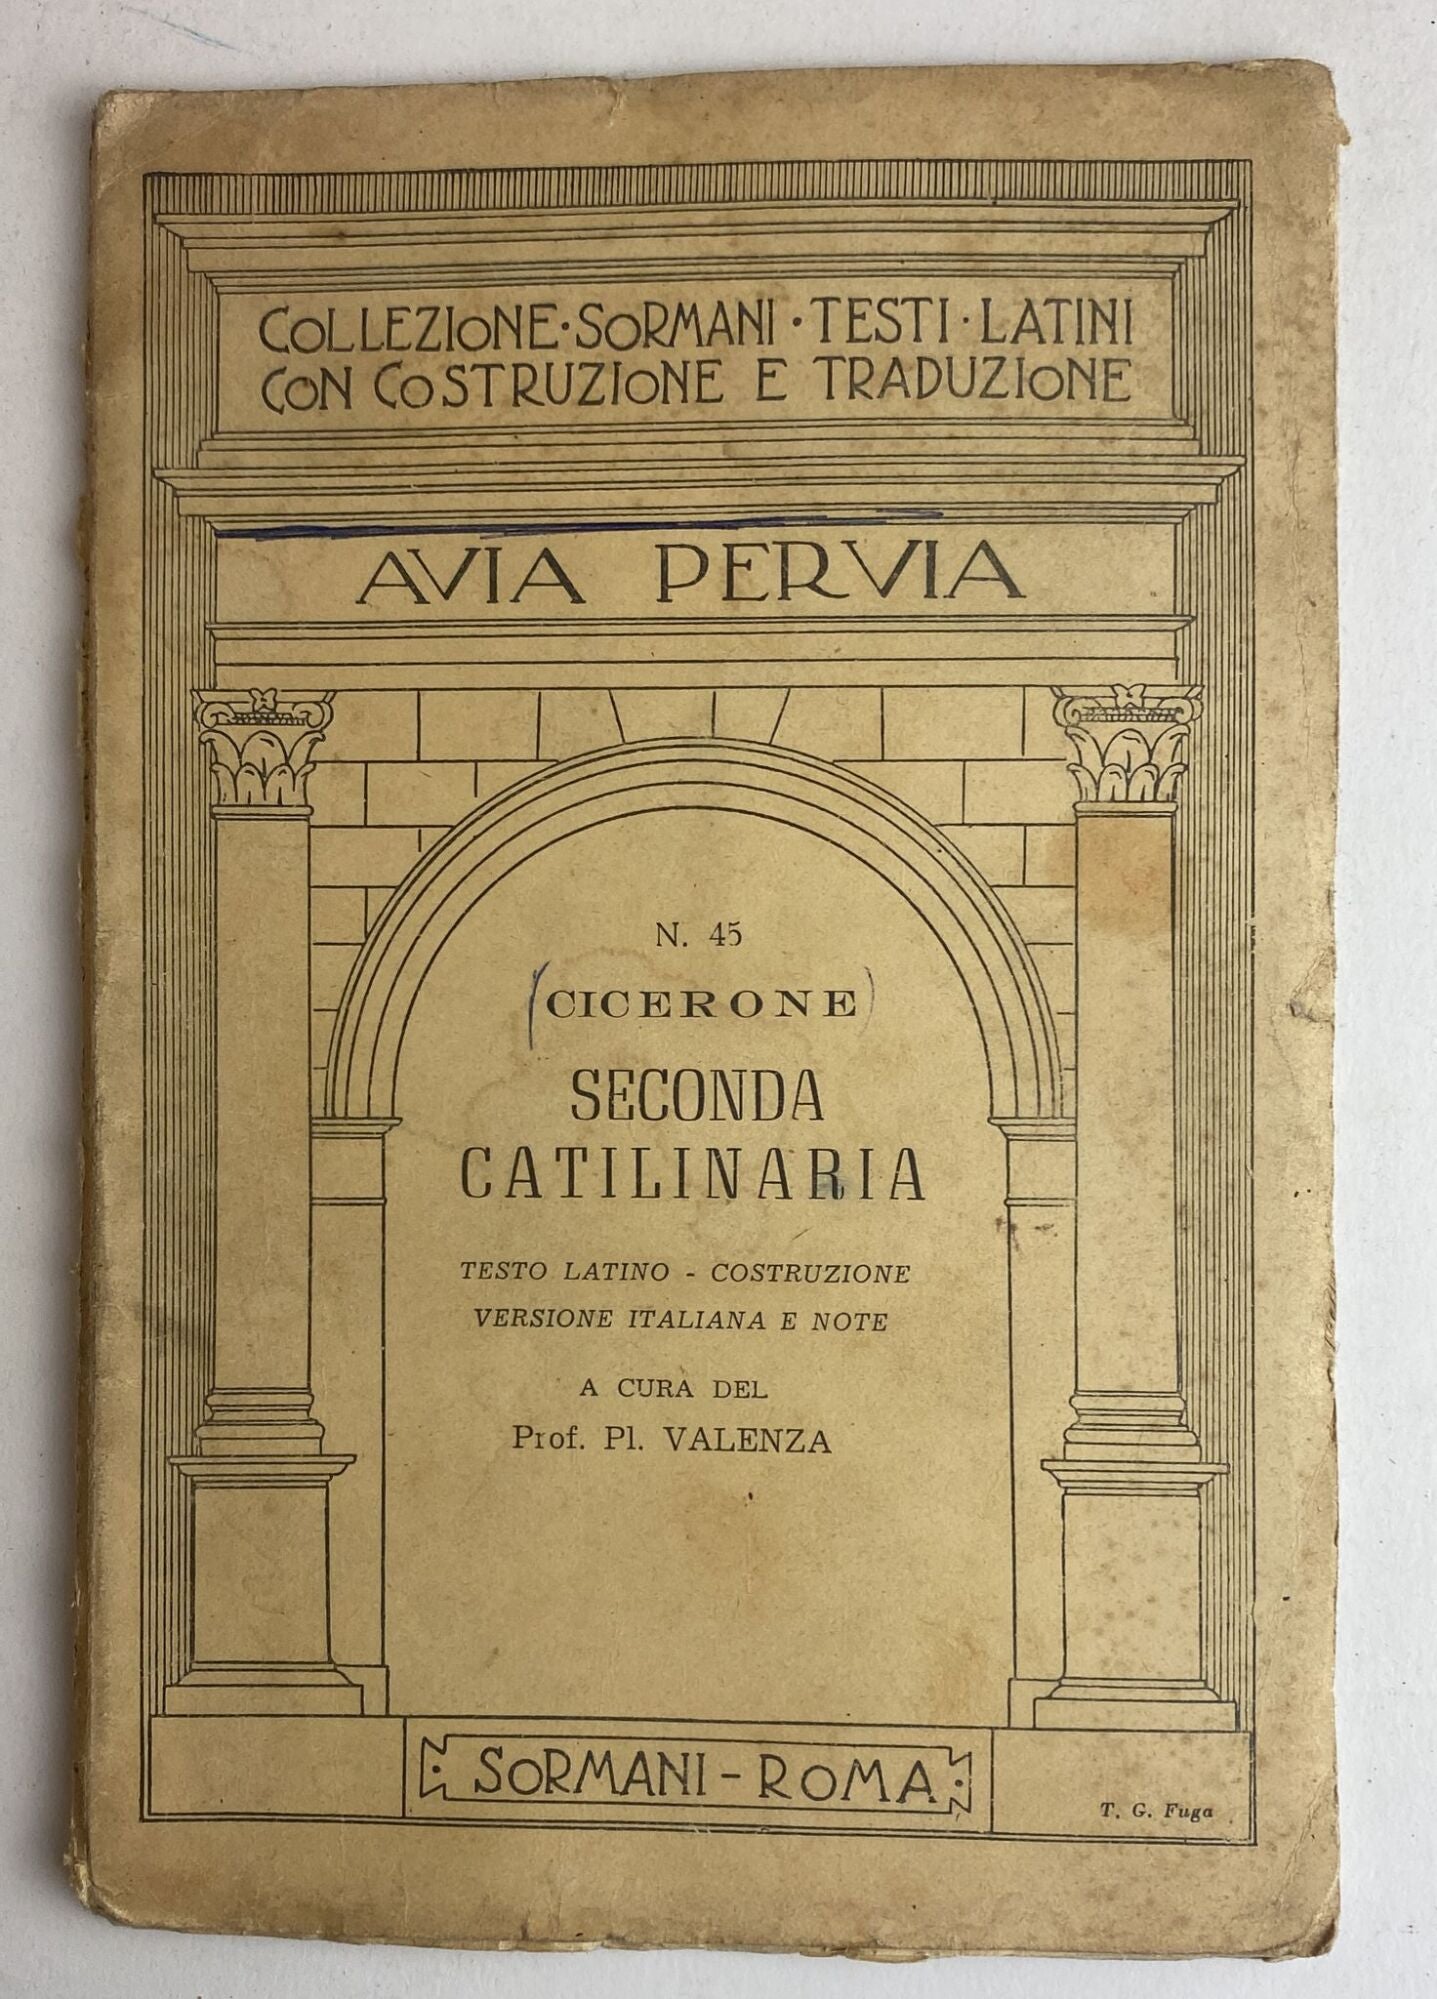 COLLEZIONE · SORMANI · TESTI · LATINI
CON COSTRUZIONE E TRADUZIONE
AVIA PERVIA
N. 45
(CICERONE)
SECONDA
CATILINARIA
TESTO LATINO - COSTRUZIONE
VERSIONE ITALIANA E NOTE
A CURA DEL
Prof. Pl. VALENZA
· SORMANI - ROMA ·
T. G. Fuga